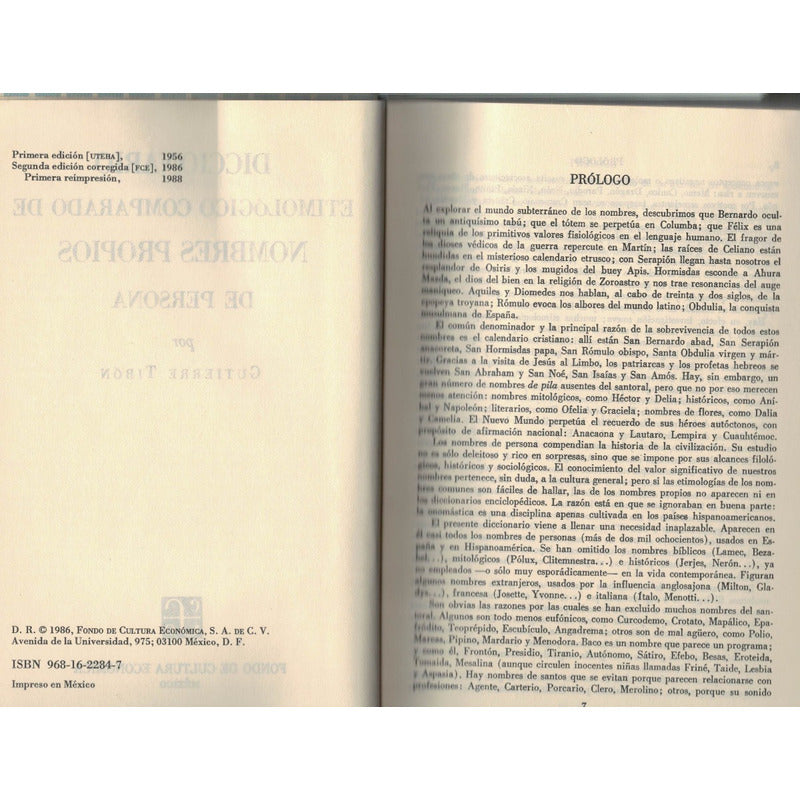 Primera edición [UTEHA], 1956
Segunda edición corregida [FCE], 1986
Primera reimpresión, 1988
DICCIONARIO
ETIMOLÓGICO COMPARADO DE
NOMBRES PROPIOS
DE PERSONA
por
GUTIERRE TIBÓN
D. R. © 1986, FONDO DE CULTURA ECONÓMICA, S. A. DE C. V.
Avenida de la Universidad, 975; 03100 México, D. F.
ISBN 968-16-2284-7
Impreso en México
FONDO DE CULTURA ECONÓMICA
MÉXICO
PRÓLOGO
Al explorar el mundo subterráneo de los nombres, descubrimos que Bernardo ocul-
ta un antiquísimo tabú; que el tótem se perpetúa en Columba; que Félix es una
reliquia de los primitivos valores fisiológicos en el lenguaje humano. El fragor de
los dioses védicos de la guerra repercute en Martín; las raíces de Celiano están
hundidas en el misterioso calendario etrusco; con Serapión llegan hasta nosotros el
resplandor de Osiris y los mugidos del buey Apis. Hormisdas esconde a Ahura
Mazda, el dios del bien en la religión de Zoroastro y nos trae resonancias del auge
maniqueo. Aquiles y Diomedes nos hablan, al cabo de treinta y dos siglos, de la
epopeya troyana; Rómulo evoca los albores del mundo latino; Obdulia, la conquista
musulmana de España.
El común denominador y la principal razón de la sobrevivencia de todos estos
nombres es el calendario cristiano: allí están San Bernardo abad, San Serapión
anacoreta, San Hormisdas papa, San Rómulo obispo, Santa Obdulia virgen y már-
tir. Gracias a la visita de Jesús al Limbo, los patriarcas y los profetas hebreos se
vuelven San Abraham y San Noé, San Isaías y San Amós. Hay, sin embargo, un
gran número de nombres de pila ausentes del santoral, pero que no por eso merecen
menos atención: nombres mitológicos, como Héctor y Delia; históricos, como Aní-
bal y Napoleón; literarios, como Ofelia y Graciela; nombres de flores, como Dalia
y Camelia. El Nuevo Mundo perpetúa el recuerdo de sus héroes autóctonos, con
propósito de afirmación nacional: Anacaona y Lautaro, Lempira y Cuauhtémoc.
Los nombres de persona compendian la historia de la civilización. Su estudio
no es sólo deleitoso y rico en sorpresas, sino que se impone por sus alcances filoló-
gicos, históricos y sociológicos. El conocimiento del valor significativo de nuestros
nombres pertenece, sin duda, a la cultura general; pero si las etimologías de los nom-
bres comunes son fáciles de hallar, las de los nombres propios no aparecen ni en
los diccionarios enciclopédicos. La razón está en que se ignoraban en buena parte:
la onomástica es una disciplina apenas cultivada en los países hispanoamericanos.
El presente diccionario viene a llenar una necesidad inaplazable. Aparecen en
él casi todos los nombres de personas (más de dos mil ochocientos), usados en Es-
paña y en Hispanoamérica. Se han omitido los nombres bíblicos (Lamec, Beza-
bel...), mitológicos (Pólux, Clitemnestra...) e históricos (Jerjes, Nerón...), ya
no empleados —o sólo muy esporádicamente— en la vida contemporánea. Figuran
algunos nombres extranjeros, usados por la influencia anglosajona (Milton, Gla-
dys...), francesa (Josette, Yvonne...) e italiana (Ítalo, Menotti...).
Son obvias las razones por las cuales se han excluido muchos nombres del san-
toral. Algunos son todo menos eufónicos, como Curcodemo, Crotato, Mapálico, Epa-
frodito, Teoprépido, Escubículo, Angadrema; otros son de mal agüero, como Polio,
Marcas, Pipino, Mardario y Menodora. Baco es un nombre que parece un programa;
y como él, Frontón, Presidio, Tiranio, Autónomo, Sátiro, Efebo, Besas, Eroteida,
Tomaida, Mesalina (aunque circulen inocentes niñas llamadas Friné, Taide, Lesbia
y Aspasia). Hay nombres de santos que se evitan porque parecen relacionarse con
profesiones: Agente, Carterio, Porcario, Clero, Merolino; otros, porque su sonido
7